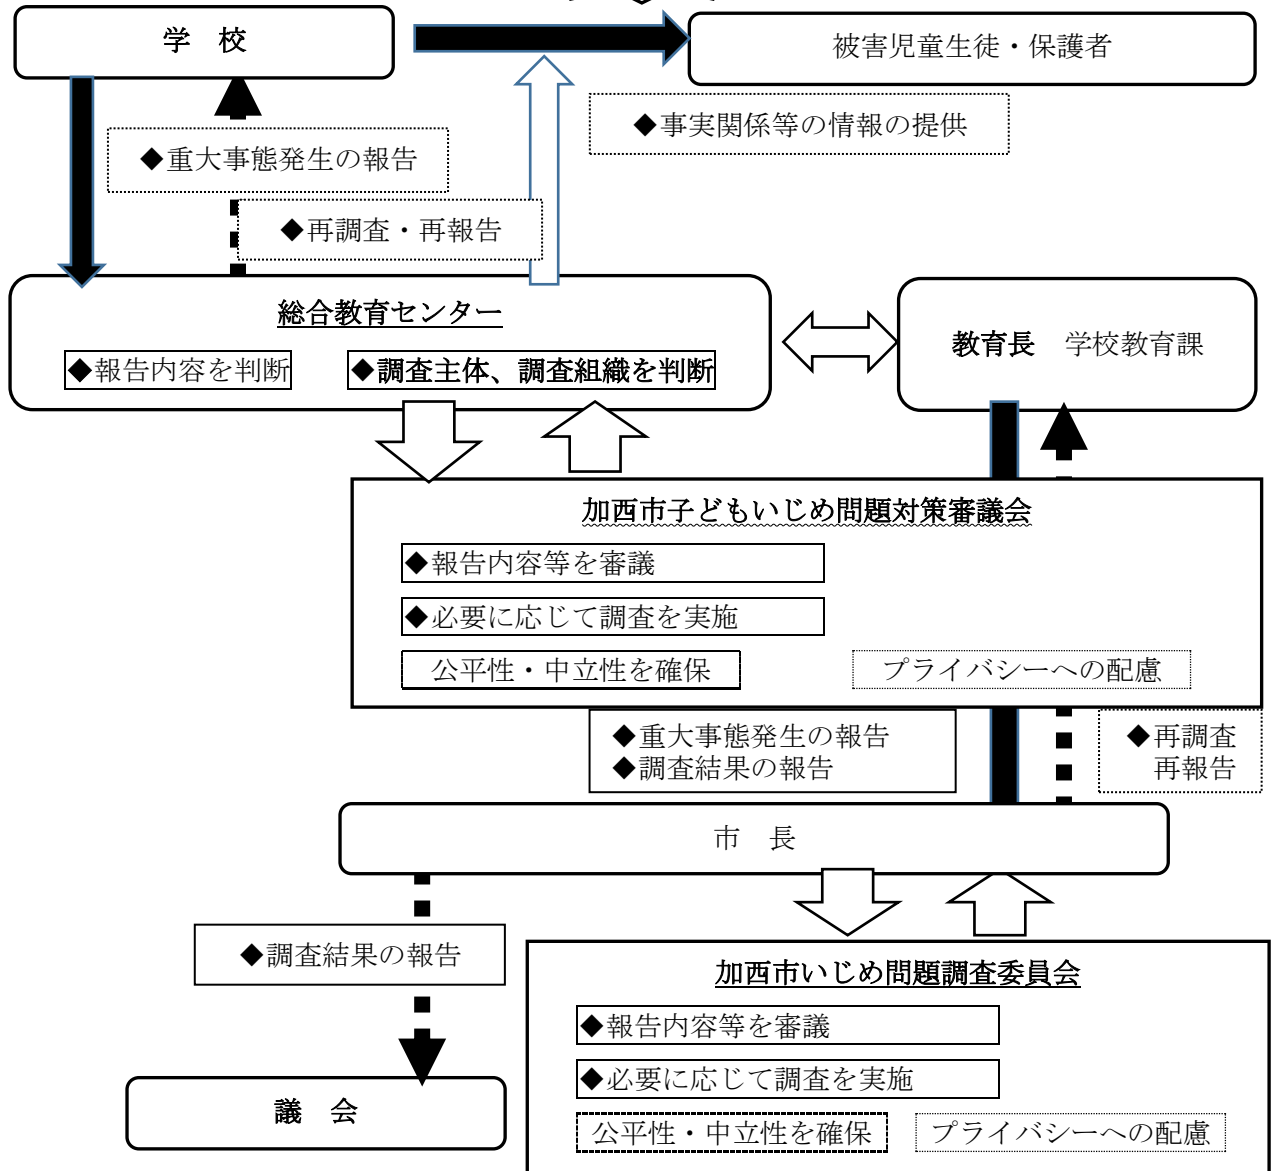 学　校
被害児童生徒・保護者
◆事実関係等の情報の提供
◆重大事態発生の報告
◆再調査・再報告
総合教育センター
◆報告内容を判断
◆調査主体、調査組織を判断
教育長　学校教育課
加西市子どもいじめ問題対策審議会
◆報告内容等を審議
◆必要に応じて調査を実施
公平性・中立性を確保
プライバシーへの配慮
◆重大事態発生の報告
◆調査結果の報告
◆再調査
再報告
市　長
◆調査結果の報告
加西市いじめ問題調査委員会
◆報告内容等を審議
◆必要に応じて調査を実施
公平性・中立性を確保
プライバシーへの配慮
議　会